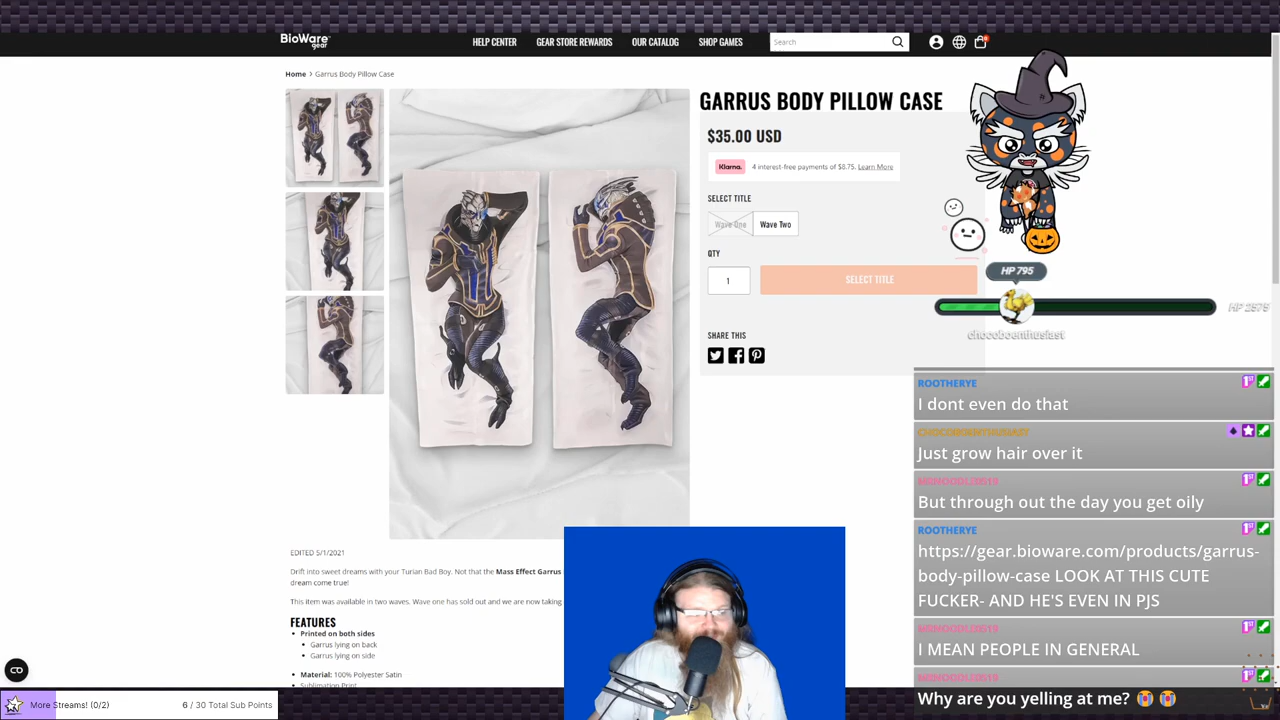 BioWare
gear
HELP CENTER
GEAR STORE REWARDS
OUR CATALOG
SHOP GAMES
Search
Home > Garrus Body Pillow Case
GARRUS BODY PILLOW CASE
$35.00 USD
Klarna. 4 interest-free payments of $8.75. Learn More
SELECT TITLE
Wave One
Wave Two
QTY
1
SELECT TITLE
SHARE THIS
HP 795
HP 2575
chocoboenthusiast
ROOTHERYE
I dont even do that
CHOCOBOENTHUSIAST
Just grow hair over it
But through out the day you get oily
ROOTHERYE
https://gear.bioware.com/products/garrus-
body-pillow-case LOOK AT THIS CUTE
FUCKER- AND HE'S EVEN IN PJS
I MEAN PEOPLE IN GENERAL
Why are you yelling at me?
EDITED 5/1/2021
Drift into sweet dreams with your Turian Bad Boy. Not that the Mass Effect Garrus
dream come true!
This item was available in two waves. Wave one has sold out and we are now taking
FEATURES
• Printed on both sides
• Garrus lying on back
• Garrus lying on side
• Material: 100% Polyester Satin
• Sublimation Print
More Streams! (0/2)
6 / 30 Total Sub Points